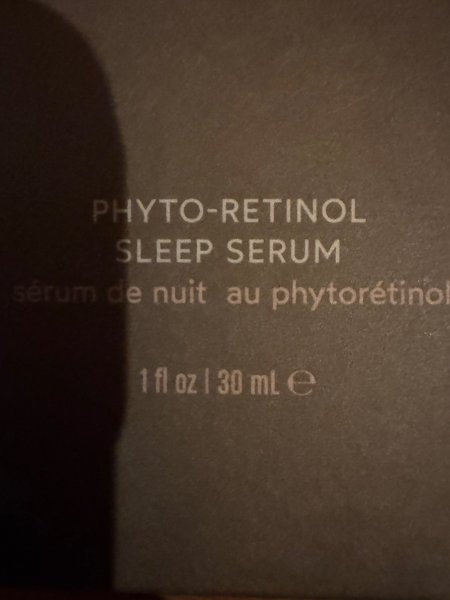 PHYTO-RETINOL
SLEEP SERUM
sérum de nuit au phytorétinol
1 fl oz | 30 mL ℮